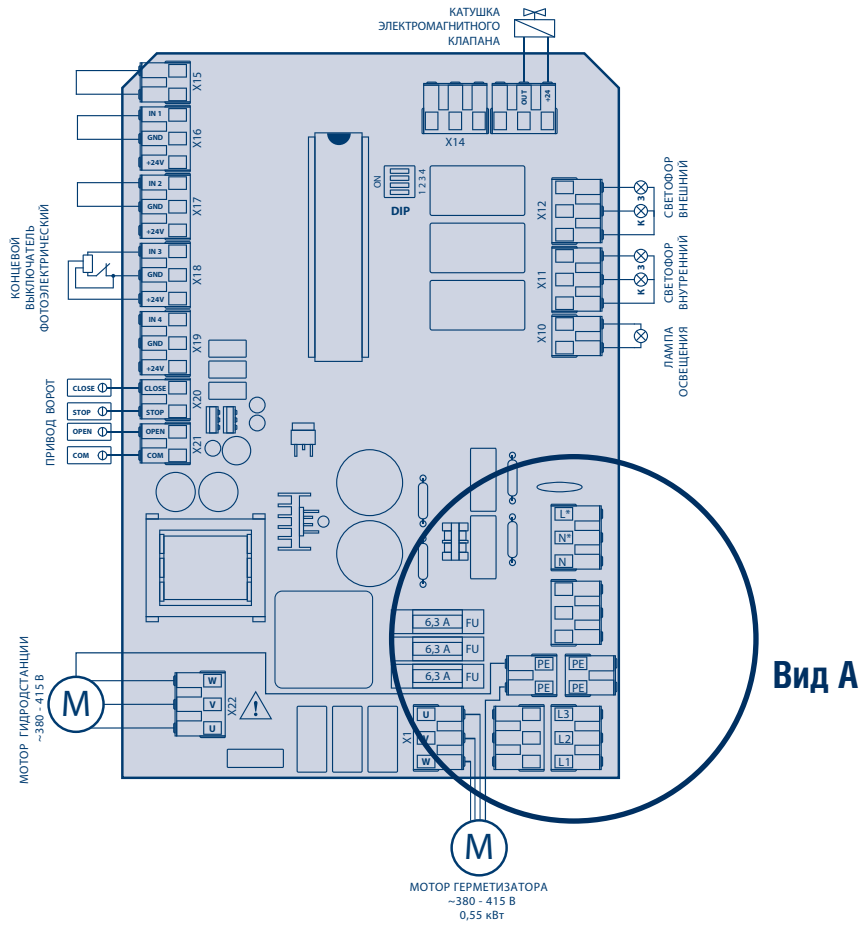 КАТУШКА
ЭЛЕКТРОМАГНИТНОГО
КЛАПАНА
OUT
+24
X14
X15
IN 1
GND
+24V
X16
IN 2
GND
+24V
X17
КОНЦЕВОЙ
ВЫКЛЮЧАТЕЛЬ
ФОТОЭЛЕКТРИЧЕСКИЙ
IN 3
GND
+24V
X18
IN 4
GND
+24V
X19
ПРИВОД ВОРОТ
CLOSE
CLOSE
STOP
STOP
X20
OPEN
OPEN
COM
COM
X21
ON
1 2 3 4
DIP
X12
З
К
СВЕТОФОР
ВНЕШНИЙ
X11
З
К
СВЕТОФОР
ВНУТРЕННИЙ
X10
ЛАМПА
ОСВЕЩЕНИЯ
L*
N*
N
6,3 A FU
6,3 A FU
6,3 A FU
PE PE
PE PE
Вид А
МОТОР ГИДРОДСТАНЦИИ
~380 - 415 В
M
W
V
U
X22
X1
U
V
W
L3
L2
L1
M
МОТОР ГЕРМЕТИЗАТОРА
~380 - 415 В
0,55 кВт